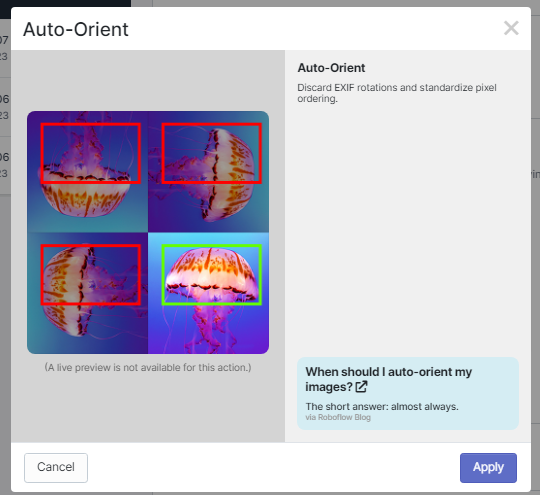 Auto-Orient
07
23
06
06
23
Auto-Orient
Discard EXIF rotations and standardize pixel
ordering.
(A live preview is not available for this action.)
When should I auto-orient my
images?
The short answer: almost always.
via Roboflow Blog
Cancel
Apply